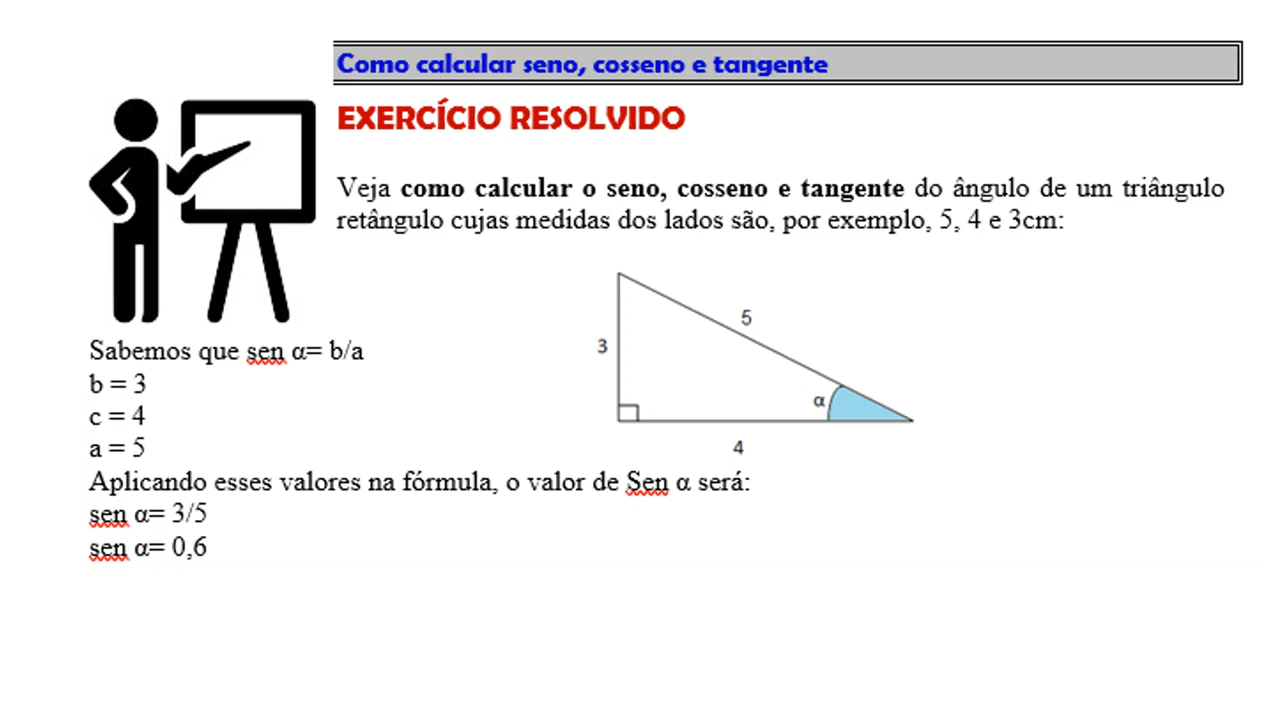 Como calcular seno, cosseno e tangente
EXERCÍCIO RESOLVIDO
Veja como calcular o seno, cosseno e tangente do ângulo de um triângulo
retângulo cujas medidas dos lados são, por exemplo, 5, 4 e 3cm:
5
3
α
4
Sabemos que sen α= b/a
b = 3
c = 4
a = 5
Aplicando esses valores na fórmula, o valor de Sen α será:
sen α= 3/5
sen α= 0,6